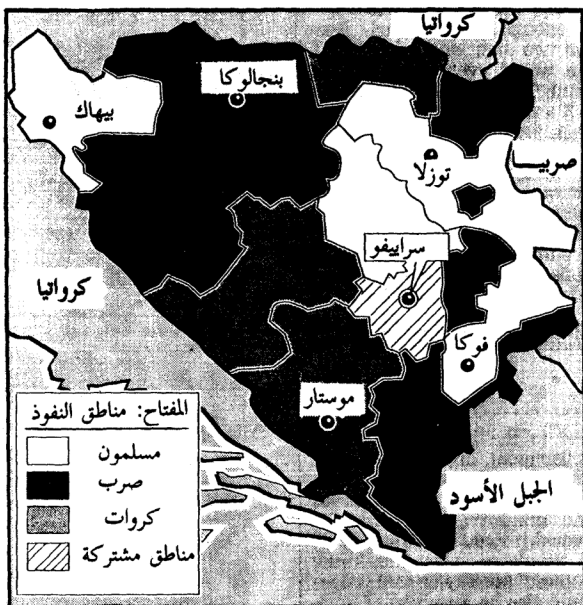 كرواتيا
بنجالوكا
بيهاك
صربيا
توزلا
سراييفو
كرواتيا
فوكا
موستار
الجبل الأسود
المفتاح: مناطق النفوذ
مسلمون
صرب
كروات
مناطق مشتركة